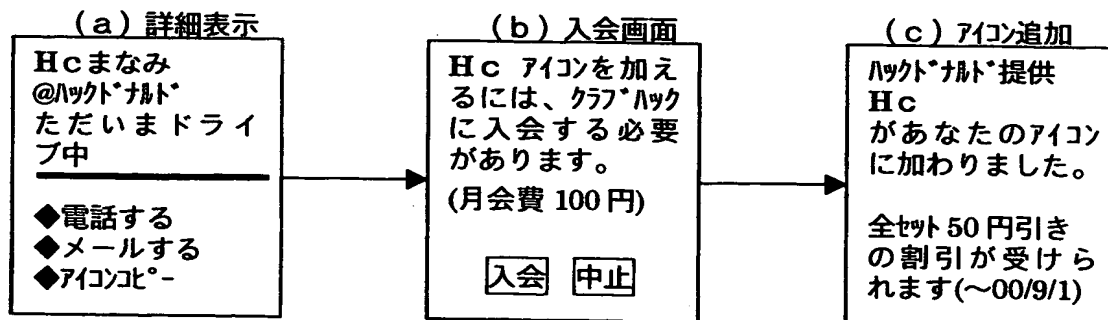 (a)詳細表示
Hcまなみ
@ﾊｯｸﾄﾞﾅﾙﾄﾞ
ただいまドライ
ブ中
◆電話する
◆メールする
◆ｱｲｺﾝｺﾋﾟｰ
(b)入会画面
Hc ｱｲｺﾝを加え
るには、ｸﾗﾌﾞﾊｯｸ
に入会する必要
があります。
(月会費 100 円)
入会 中止
(c)ｱｲｺﾝ追加
ﾊｯｸﾄﾞﾅﾙﾄﾞ提供
Hc
があなたのｱｲｺﾝ
に加わりました。
全ｾｯﾄ 50 円引き
の割引が受けら
れます(～00/9/1)